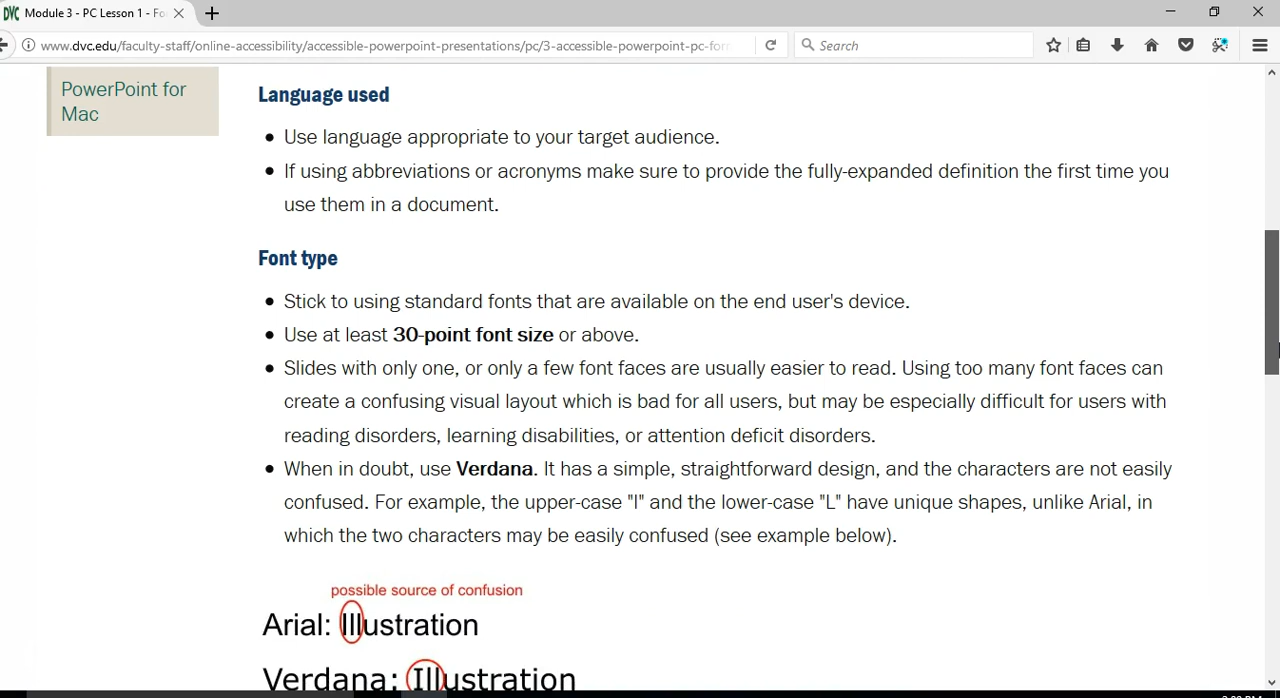 DVC Module 3 - PC Lesson 1 - Fo
www.dvc.edu/faculty-staff/online-accessibility/accessible-powerpoint-presentations/pc/3-accessible-powerpoint-pc-for
Search
PowerPoint for
Mac
Language used
• Use language appropriate to your target audience.
• If using abbreviations or acronyms make sure to provide the fully-expanded definition the first time you
use them in a document.
Font type
• Stick to using standard fonts that are available on the end user's device.
• Use at least 30-point font size or above.
• Slides with only one, or only a few font faces are usually easier to read. Using too many font faces can
create a confusing visual layout which is bad for all users, but may be especially difficult for users with
reading disorders, learning disabilities, or attention deficit disorders.
• When in doubt, use Verdana. It has a simple, straightforward design, and the characters are not easily
confused. For example, the upper-case "I" and the lower-case "L" have unique shapes, unlike Arial, in
which the two characters may be easily confused (see example below).
possible source of confusion
Arial: Illustration
Verdana: Illustration